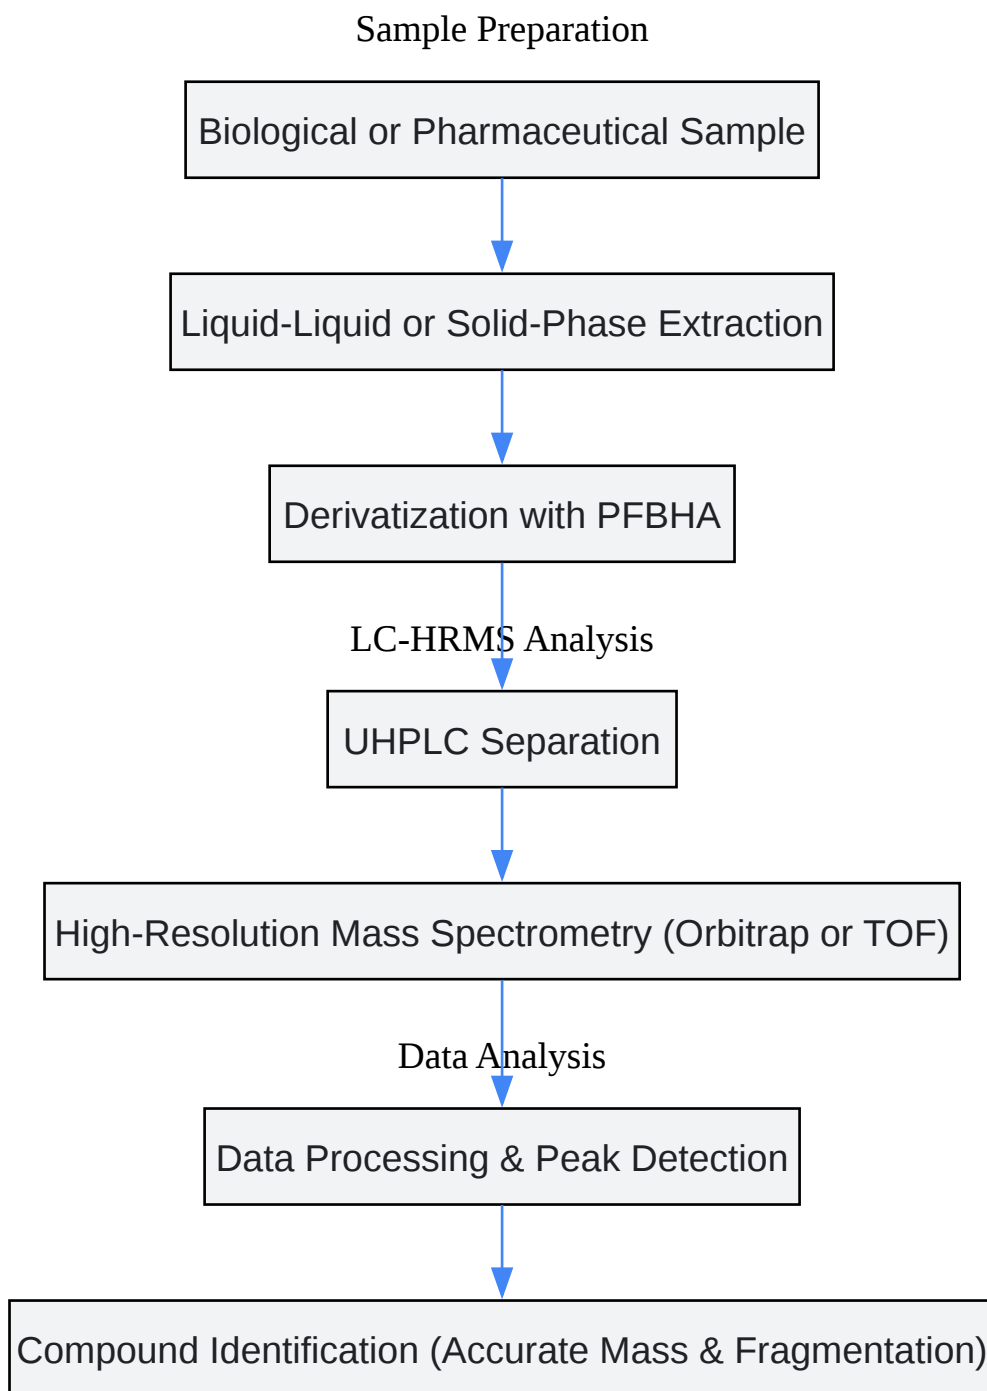 Sample Preparation
Biological or Pharmaceutical Sample
Liquid-Liquid or Solid-Phase Extraction
Derivatization with PFBHA
LC-HRMS Analysis
UHPLC Separation
High-Resolution Mass Spectrometry (Orbitrap or TOF)
Data Analysis
Data Processing & Peak Detection
Compound Identification (Accurate Mass & Fragmentation)